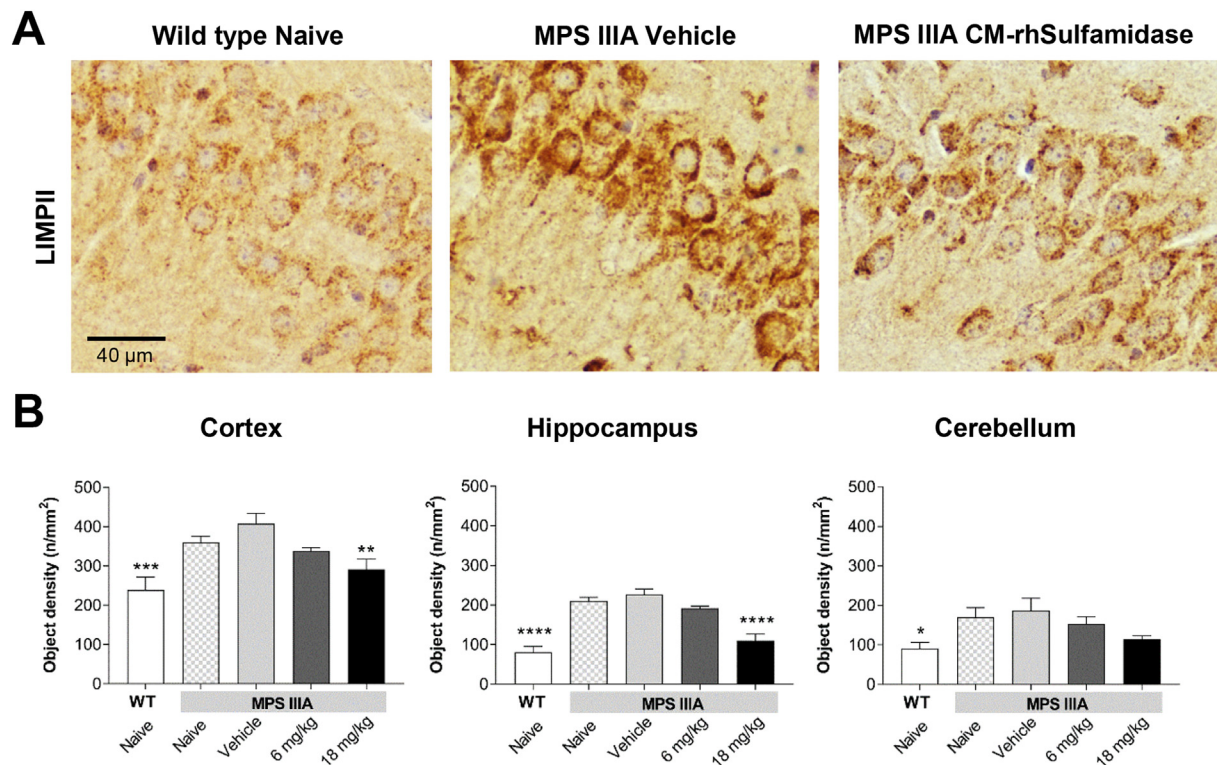 A
Wild type Naive
MPS IIIA Vehicle
MPS IIIA CM-rhSulfamidase
LIMPII
40 µm
B
Cortex
Hippocampus
Cerebellum
Object density (n/mm²)
500
400
300
200
100
0
***
**
WT
MPS IIIA
Naive
Naive
Vehicle
6 mg/kg
18 mg/kg
Object density (n/mm²)
500
400
300
200
100
0
****
****
WT
MPS IIIA
Naive
Naive
Vehicle
6 mg/kg
18 mg/kg
Object density (n/mm²)
500
400
300
200
100
0
*
WT
MPS IIIA
Naive
Naive
Vehicle
6 mg/kg
18 mg/kg